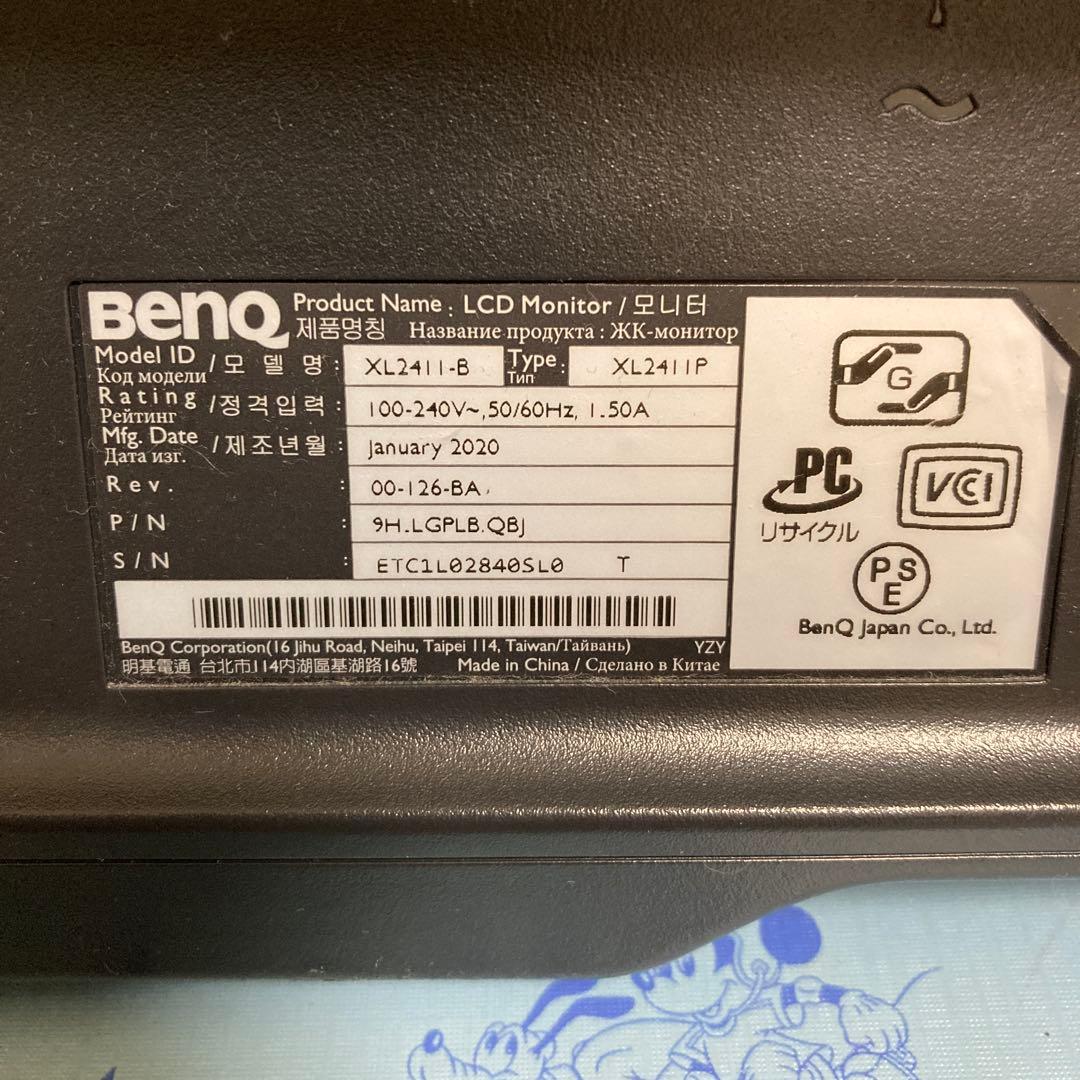 BenQ Product Name : LCD Monitor / 모니터
제품명칭 Название продукта : ЖК-монитор
Model ID / 모 델 명 : XL2411-B Type : XL2411P
Код модели Тип
Rating / 정격입력 : 100-240V~,50/60Hz, 1.50A
Рейтинг
Mfg. Date / 제조년월 : January 2020
Дата изг.
Rev. : 00-126-BA
P/N : 9H.LGPLB.QBJ
S/N : ETC1L02840SL0 T
BenQ Corporation(16 Jihu Road, Neihu, Taipei 114, Taiwan/Тайвань) YZY
明基電通 台北市114內湖區基湖路16號 Made in China / Сделано в Китае
G
PC
リサイクル
VCCI
PSE
BenQ Japan Co., Ltd.